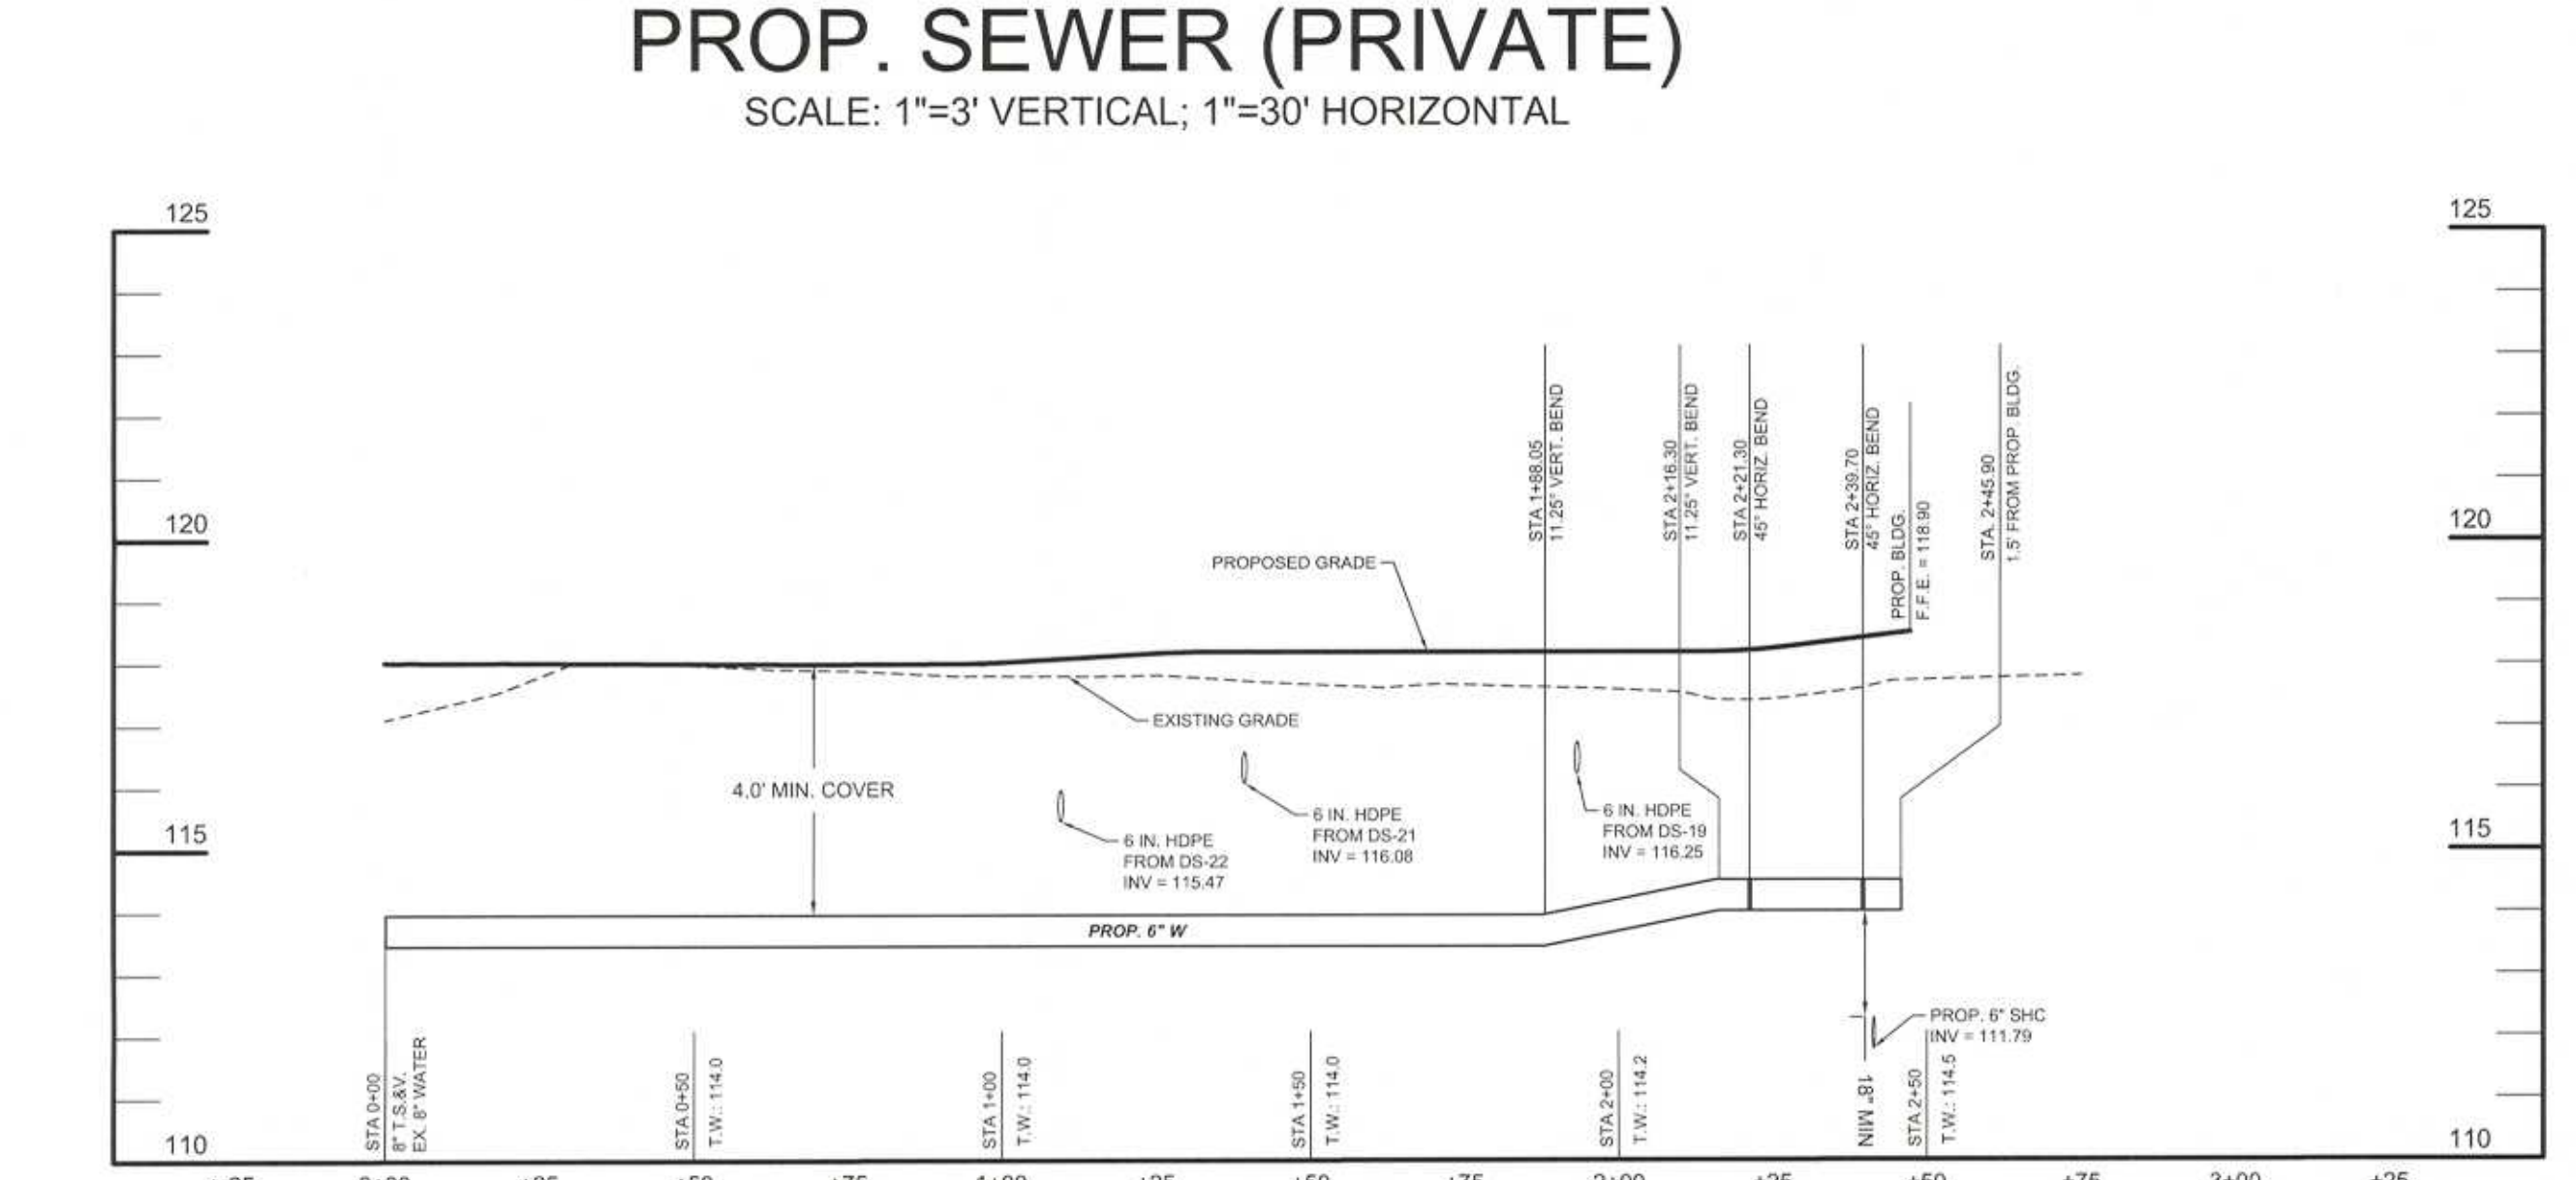 PROP. SEWER (PRIVATE)
SCALE: 1"=3' VERTICAL; 1"=30' HORIZONTAL
125
125
120
120
115
115
110
110
STA 1+88.05
11.25° VERT. BEND
STA 2+16.30
11.25° VERT. BEND
STA 2+21.30
45° HORIZ. BEND
STA 2+39.70
45° HORIZ. BEND
PROP. BLDG.
F.F.E. = 118.90
STA. 2+45.90
1.5' FROM PROP. BLDG.
PROPOSED GRADE
EXISTING GRADE
4.0' MIN. COVER
6 IN. HDPE
FROM DS-22
INV = 115.47
6 IN. HDPE
FROM DS-21
INV = 116.08
6 IN. HDPE
FROM DS-19
INV = 116.25
PROP. 6" W
PROP. 6" SHC
INV = 111.79
18" MIN
STA 0+00
8" T.S.&V.
EX. 8" WATER
STA 0+50
T.W.: 114.0
STA 1+00
T.W.: 114.0
STA 1+50
T.W.: 114.0
STA 2+00
T.W.: 114.2
STA 2+50
T.W.: 114.5